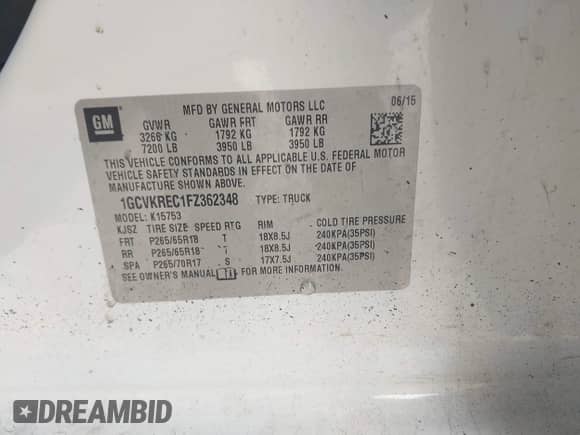 MFD BY GENERAL MOTORS LLC 06/15
GM
GVWR GAWR FRT GAWR RR
3266 KG 1792 KG 1792 KG
7200 LB 3950 LB 3950 LB
THIS VEHICLE CONFORMS TO ALL APPLICABLE U.S. FEDERAL MOTOR
VEHICLE SAFETY STANDARDS IN EFFECT ON THE DATE OF
MANUFACTURE SHOWN ABOVE.
1GCVKREC1FZ362348 TYPE: TRUCK
MODEL: K15753
KJSZ TIRE SIZE SPEED RTG RIM COLD TIRE PRESSURE
FRT P265/65R18 T 18X8.5J 240KPA(35PSI)
RR P265/65R18 T 18X8.5J 240KPA(35PSI)
SPA P265/70R17 S 17X7.5J 240KPA(35PSI)
SEE OWNER'S MANUAL FOR MORE INFORMATION.
DREAMBID